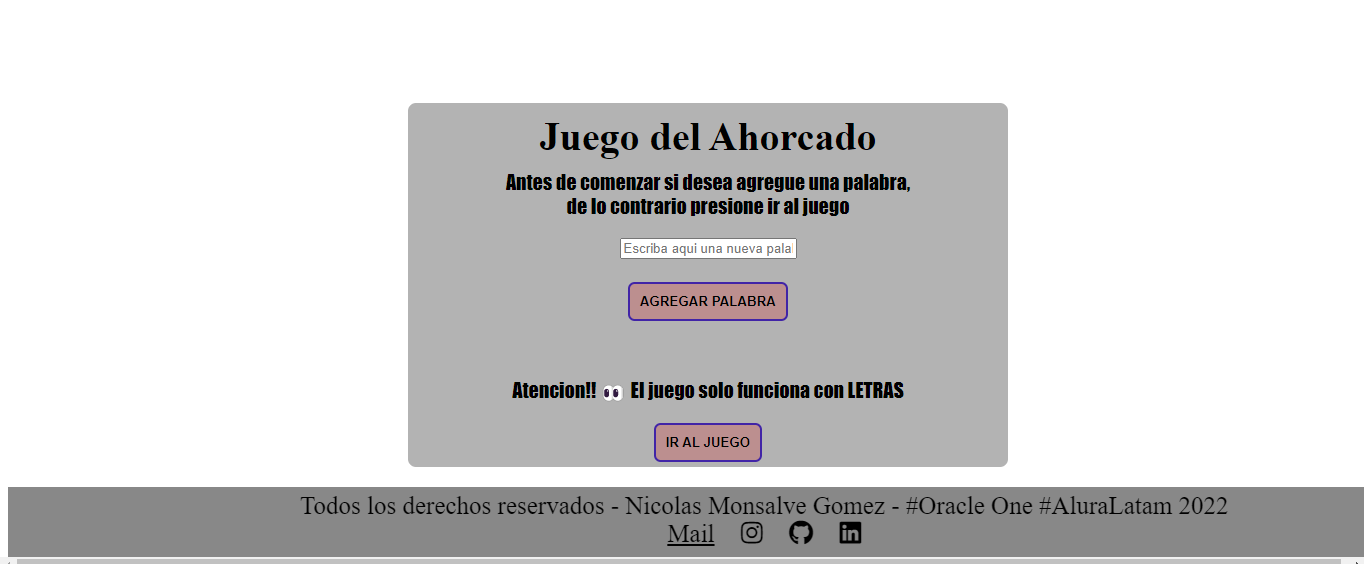 Juego del Ahorcado
Antes de comenzar si desea agregue una palabra,
de lo contrario presione ir al juego
Escriba aqui una nueva pala
AGREGAR PALABRA
Atencion!! 👀 El juego solo funciona con LETRAS
IR AL JUEGO
Todos los derechos reservados - Nicolas Monsalve Gomez - #Oracle One #AluraLatam 2022
Mail